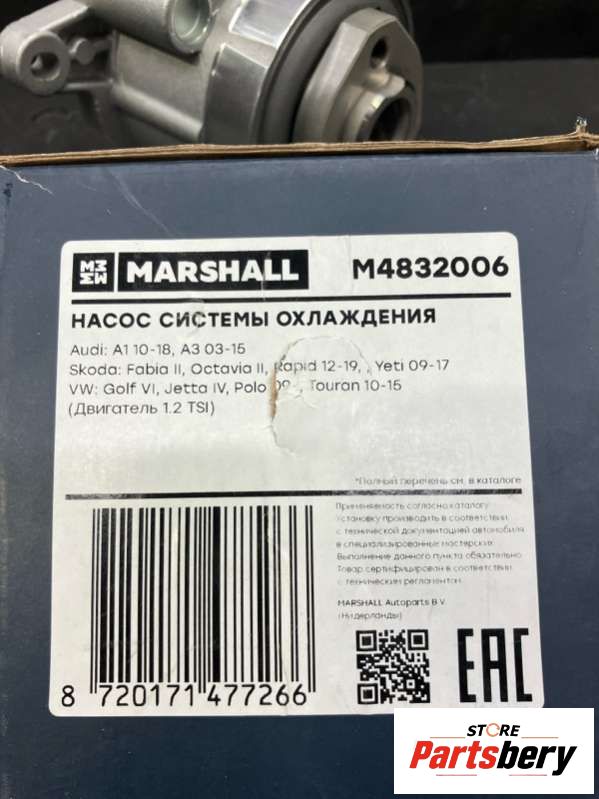 MARSHALL
M4832006
НАСОС СИСТЕМЫ ОХЛАЖДЕНИЯ
Audi: A1 10-18, A3 03-15
Skoda: Fabia II, Octavia II, Rapid 12-19, , Yeti 09-17
VW: Golf VI, Jetta IV, Polo 09-, Touran 10-15
(Двигатель 1.2 TSI)
*Полный перечень см. в каталоге
Применяемость согласно каталогу
установку производить в соответствии
с технической документацией автомобиля
в специализированных мастерских.
Выполнение данного пункта обязательно.
Товар сертифицирован в соответствии
с техническим регламентом.
MARSHALL Autoparts B.V.
(Нидерланды)
8 720171 477266
EAC
STORE
Partsbery